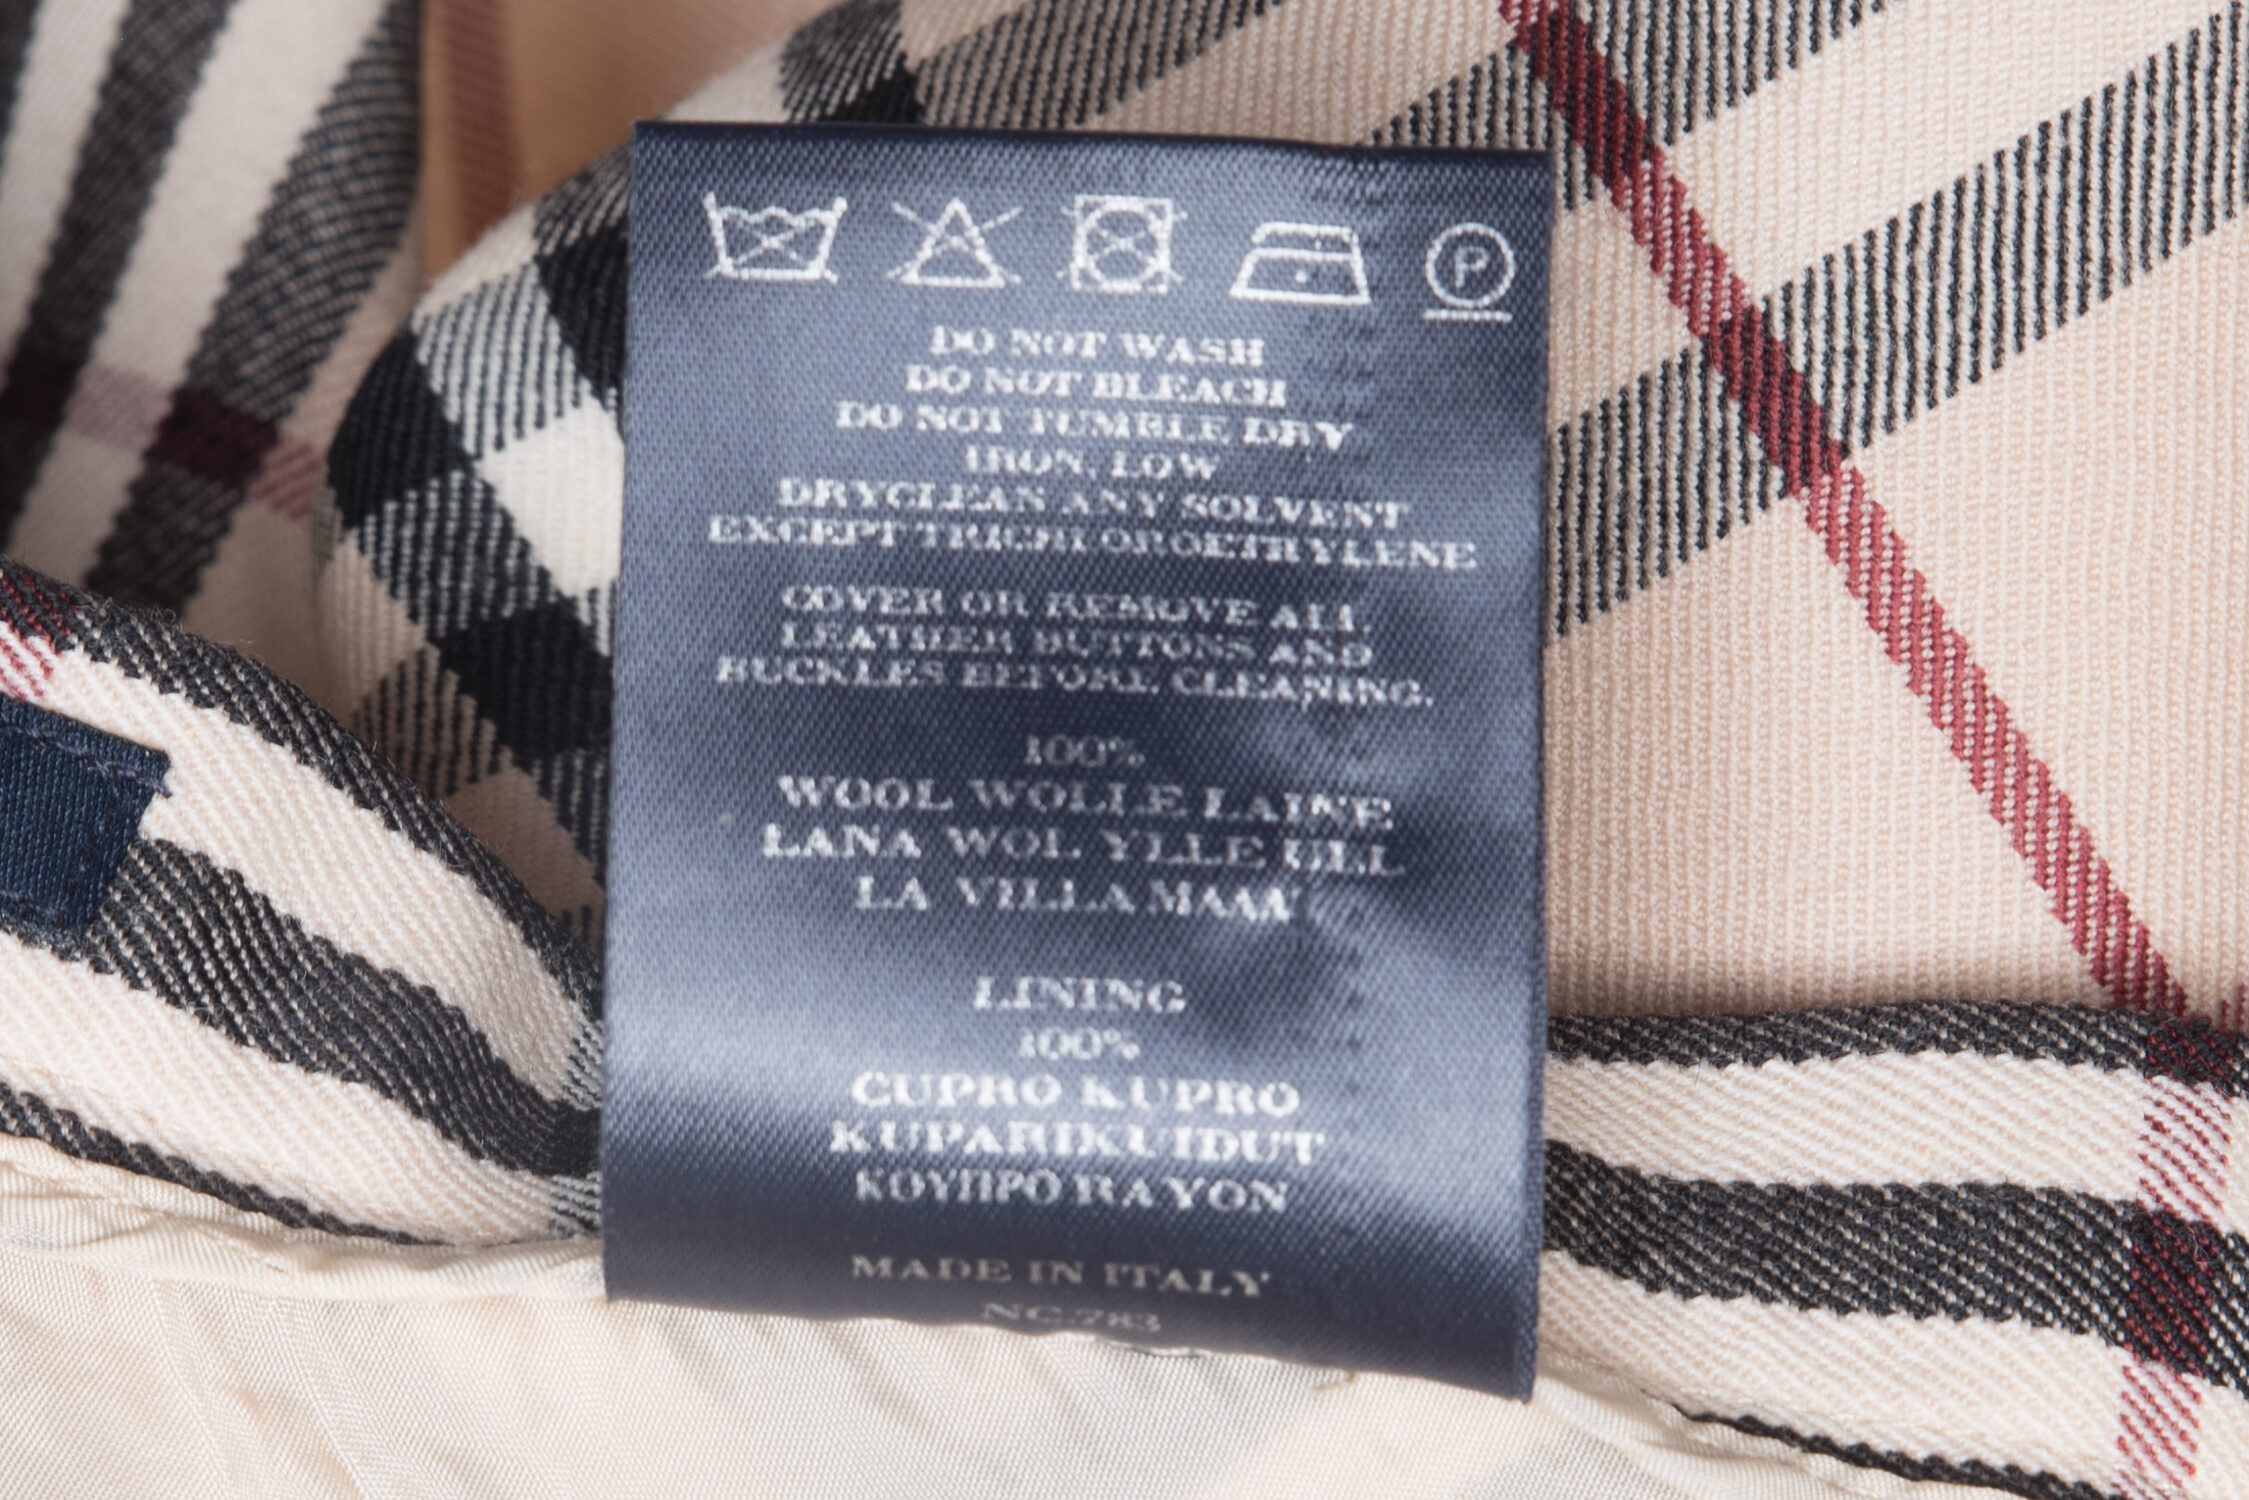 P
DO NOT WASH
DO NOT BLEACH
DO NOT TUMBLE DRY
IRON, LOW
DRYCLEAN ANY SOLVENT
EXCEPT TRICHLOROETHYLENE
COVER OR REMOVE ALL
LEATHER BUTTONS AND
BUCKLES BEFORE CLEANING.
100%
WOOL WOLLE LAINE
LANA WOL YLLE ULL
LA VILLA ΜΑΛΛΙ
LINING
100%
CUPRO KUPRO
KUPARIKUIDUT
ΚΟΥΠΡΟ RAYON
MADE IN ITALY
NC.783